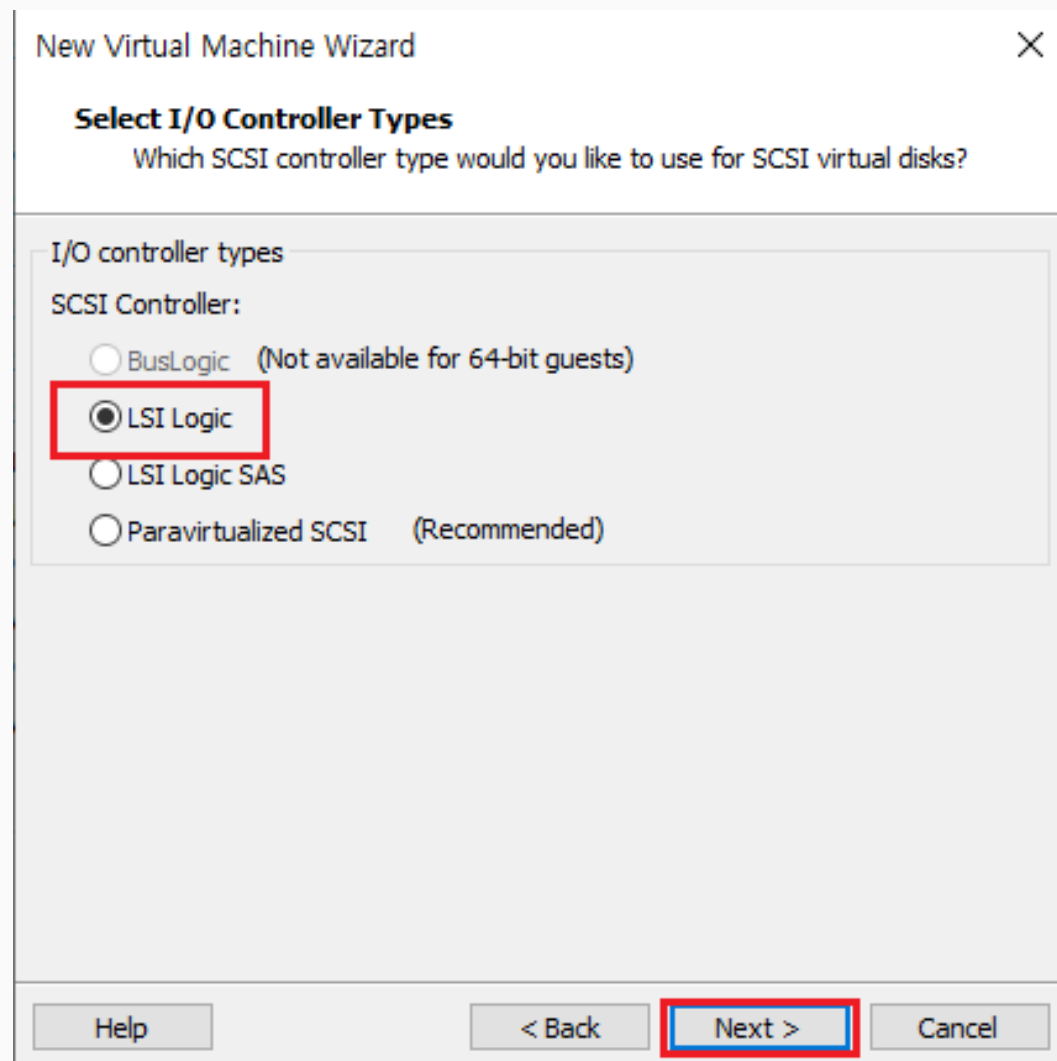 New Virtual Machine Wizard
Select I/O Controller Types
Which SCSI controller type would you like to use for SCSI virtual disks?
I/O controller types
SCSI Controller:
BusLogic (Not available for 64-bit guests)
LSI Logic
LSI Logic SAS
Paravirtualized SCSI (Recommended)
Help < Back Next > Cancel